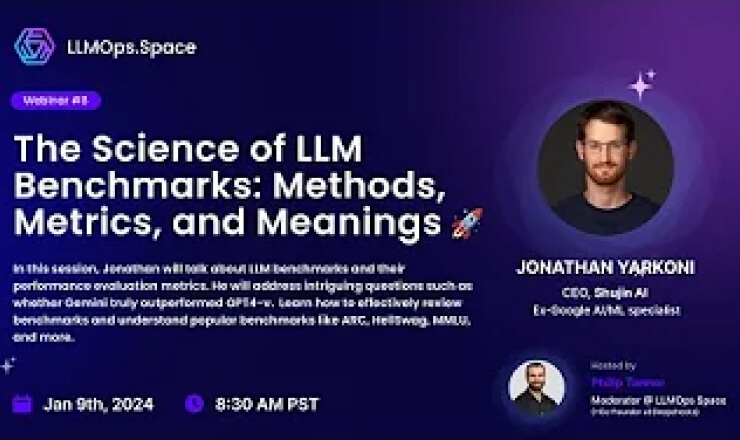 LLMOps.Space
Webinar #8
The Science of LLM
Benchmarks: Methods,
Metrics, and Meanings 🚀
In this session, Jonathan will talk about LLM benchmarks and their
performance evaluation metrics. He will address intriguing questions such as
whether Gemini truly outperformed GPT4-v. Learn how to effectively review
benchmarks and understand popular benchmarks like ARC, HellSwag, MMLU,
and more.
Jan 9th, 2024
8:30 AM PST
JONATHAN YARKONI
CEO, Shujin AI
Ex-Google AI/ML specialist
Hosted by
Philip
Moderator @ LLMOps Space